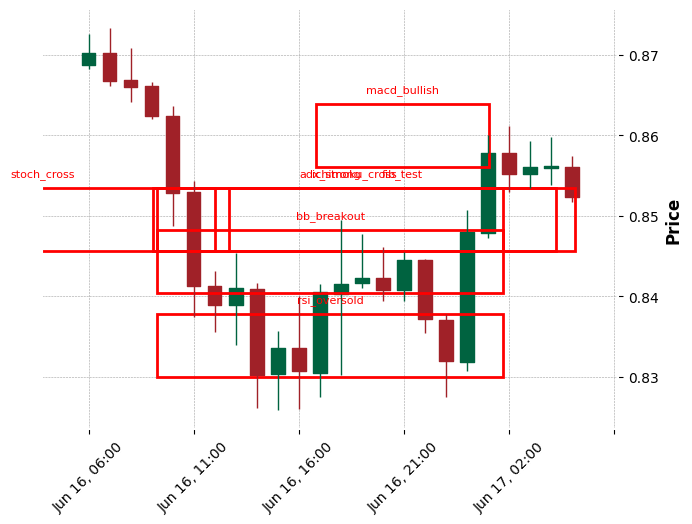 0.87
macd_bullish
0.86
stoch_cross
fib_test
0.85
bb_breakout
Price
0.84
rsi_oversold
0.83
Jun 16, 06:00
Jun 16, 11:00
Jun 16, 16:00
Jun 16, 21:00
Jun 17, 02:00